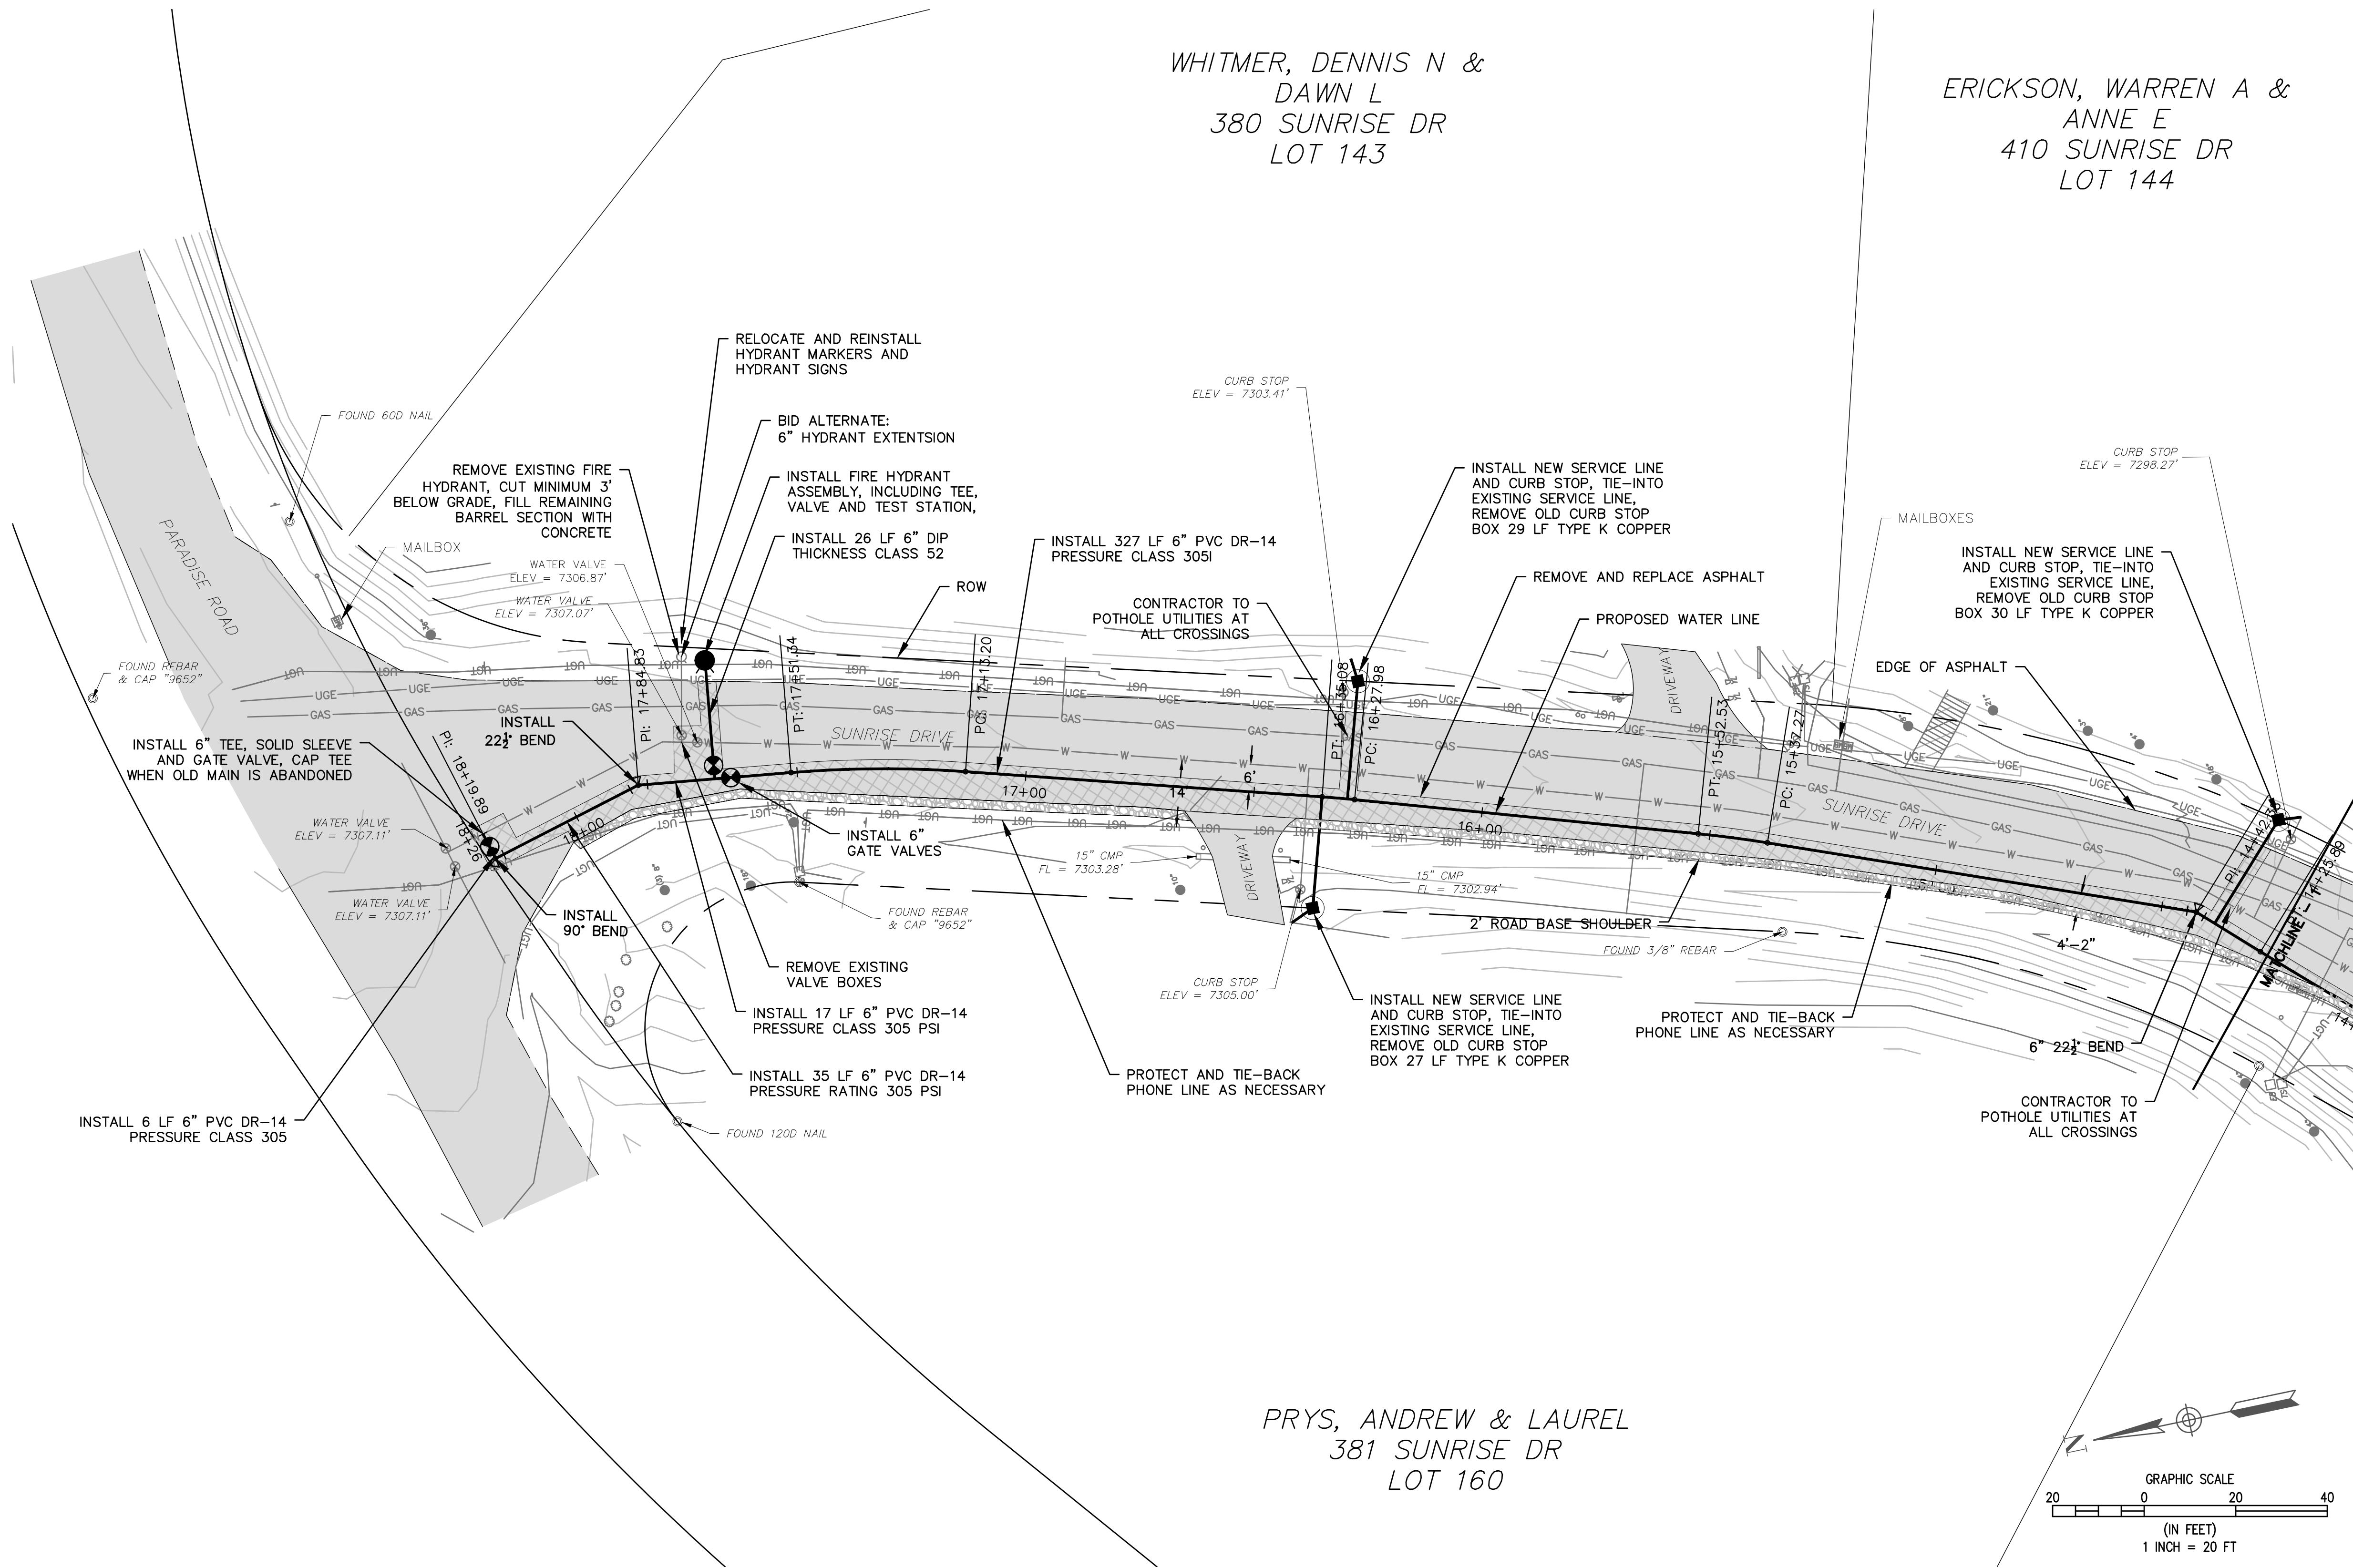 WHITMER, DENNIS N &
DAWN L
380 SUNRISE DR
LOT 143
ERICKSON, WARREN A &
ANNE E
410 SUNRISE DR
LOT 144
RELOCATE AND REINSTALL
HYDRANT MARKERS AND
HYDRANT SIGNS
CURB STOP
ELEV = 7303.41'
FOUND 60D NAIL
BID ALTERNATE:
6" HYDRANT EXTENTSION
REMOVE EXISTING FIRE
HYDRANT, CUT MINIMUM 3'
BELOW GRADE, FILL REMAINING
BARREL SECTION WITH
CONCRETE
INSTALL FIRE HYDRANT
ASSEMBLY, INCLUDING TEE,
VALVE AND TEST STATION,
INSTALL 26 LF 6" DIP
THICKNESS CLASS 52
INSTALL 327 LF 6" PVC DR-14
PRESSURE CLASS 305I
INSTALL NEW SERVICE LINE
AND CURB STOP, TIE-INTO
EXISTING SERVICE LINE,
REMOVE OLD CURB STOP
BOX 29 LF TYPE K COPPER
CURB STOP
ELEV = 7298.27'
MAILBOXES
INSTALL NEW SERVICE LINE
AND CURB STOP, TIE-INTO
EXISTING SERVICE LINE,
REMOVE OLD CURB STOP
BOX 30 LF TYPE K COPPER
PARADISE ROAD
MAILBOX
WATER VALVE
ELEV = 7306.87'
WATER VALVE
ELEV = 7307.07'
ROW
CONTRACTOR TO
POTHOLE UTILITIES AT
ALL CROSSINGS
REMOVE AND REPLACE ASPHALT
PROPOSED WATER LINE
EDGE OF ASPHALT
FOUND REBAR
& CAP "9652"
PI: 17+84.83
PT: 17+51.54
PC: 17+13.20
PT: 16+35.08
PC: 16+27.98
DRIVEWAY
PT: 15+52.53
PC: 15+37.27
INSTALL
22½° BEND
SUNRISE DRIVE
SUNRISE DRIVE
INSTALL 6" TEE, SOLID SLEEVE
AND GATE VALVE, CAP TEE
WHEN OLD MAIN IS ABANDONED
PI: 18+19.89
18+26
18+00
17+00
14
6'
16+00
WATER VALVE
ELEV = 7307.11'
WATER VALVE
ELEV = 7307.11'
INSTALL 6"
GATE VALVES
15" CMP
FL = 7303.28'
DRIVEWAY
15" CMP
FL = 7302.94'
INSTALL
90° BEND
FOUND REBAR
& CAP "9652"
2' ROAD BASE SHOULDER
FOUND 3/8" REBAR
4'-2"
MATCHLINE - 14+25.89
REMOVE EXISTING
VALVE BOXES
CURB STOP
ELEV = 7305.00'
INSTALL 17 LF 6" PVC DR-14
PRESSURE CLASS 305 PSI
INSTALL NEW SERVICE LINE
AND CURB STOP, TIE-INTO
EXISTING SERVICE LINE,
REMOVE OLD CURB STOP
BOX 27 LF TYPE K COPPER
PROTECT AND TIE-BACK
PHONE LINE AS NECESSARY
6" 22½° BEND
INSTALL 35 LF 6" PVC DR-14
PRESSURE RATING 305 PSI
PROTECT AND TIE-BACK
PHONE LINE AS NECESSARY
INSTALL 6 LF 6" PVC DR-14
PRESSURE CLASS 305
FOUND 120D NAIL
CONTRACTOR TO
POTHOLE UTILITIES AT
ALL CROSSINGS
PRYS, ANDREW & LAUREL
381 SUNRISE DR
LOT 160
N
GRAPHIC SCALE
20 0 20 40
(IN FEET)
1 INCH = 20 FT